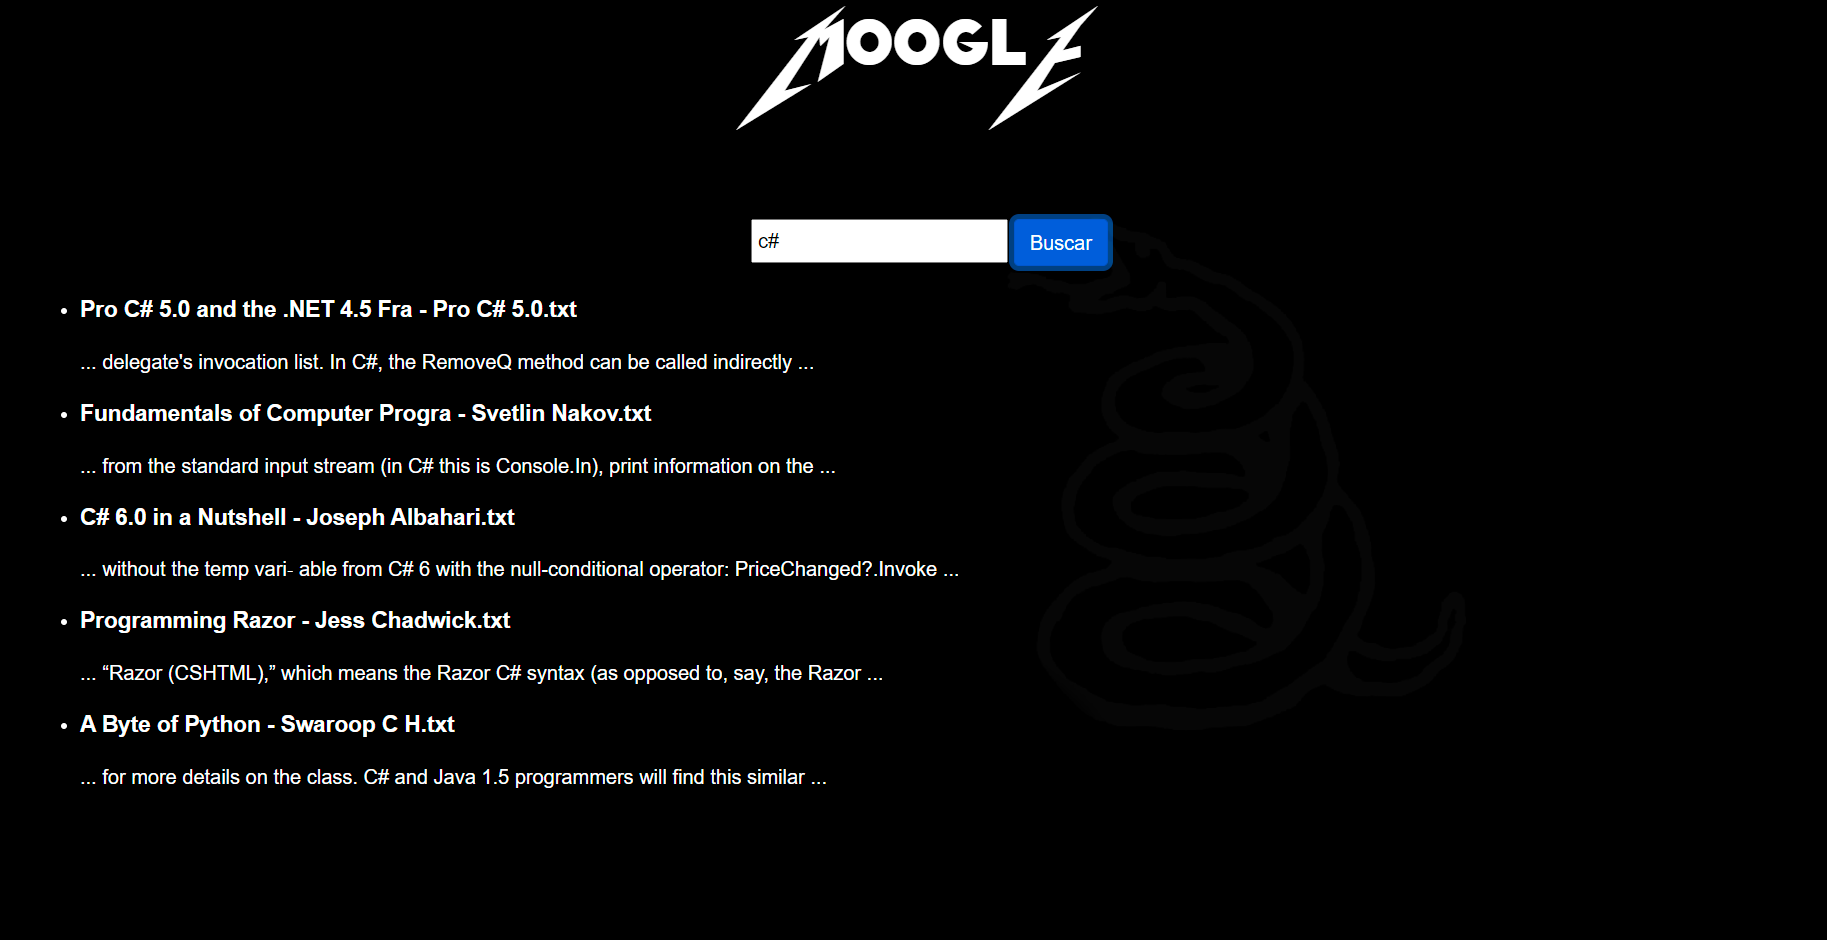 MOOGLE
c#
Buscar
Pro C# 5.0 and the .NET 4.5 Fra - Pro C# 5.0.txt
... delegate's invocation list. In C#, the RemoveQ method can be called indirectly ...
Fundamentals of Computer Progra - Svetlin Nakov.txt
... from the standard input stream (in C# this is Console.In), print information on the ...
C# 6.0 in a Nutshell - Joseph Albahari.txt
... without the temp vari- able from C# 6 with the null-conditional operator: PriceChanged?.Invoke ...
Programming Razor - Jess Chadwick.txt
... “Razor (CSHTML),” which means the Razor C# syntax (as opposed to, say, the Razor ...
A Byte of Python - Swaroop C H.txt
... for more details on the class. C# and Java 1.5 programmers will find this similar ...